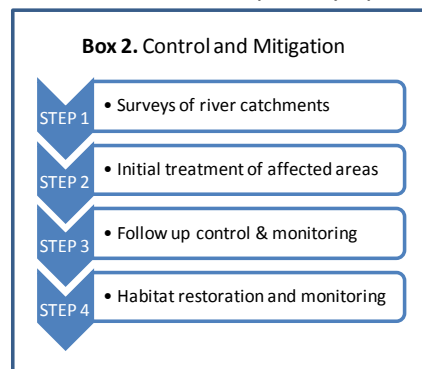 Box 2. Control and Mitigation
STEP 1
• Surveys of river catchments
STEP 2
• Initial treatment of affected areas
STEP 3
• Follow up control & monitoring
STEP 4
• Habitat restoration and monitoring